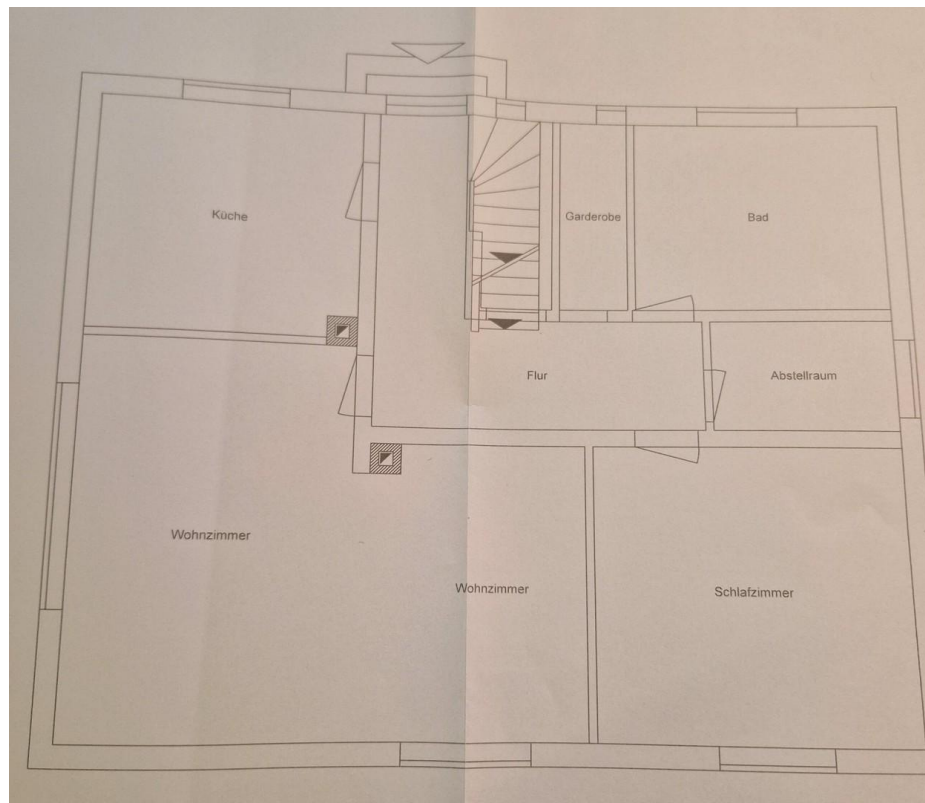 Küche
Garderobe
Bad
Flur
Abstellraum
Wohnzimmer
Wohnzimmer
Schlafzimmer